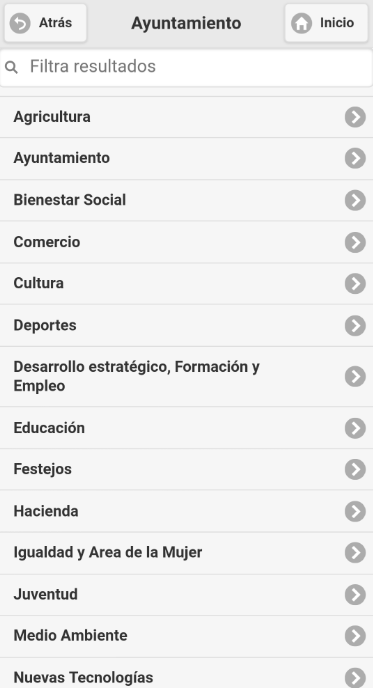 Atrás
Ayuntamiento
Inicio
Filtra resultados
Agricultura
Ayuntamiento
Bienestar Social
Comercio
Cultura
Deportes
Desarrollo estratégico, Formación y
Empleo
Educación
Festejos
Hacienda
Igualdad y Area de la Mujer
Juventud
Medio Ambiente
Nuevas Tecnologías